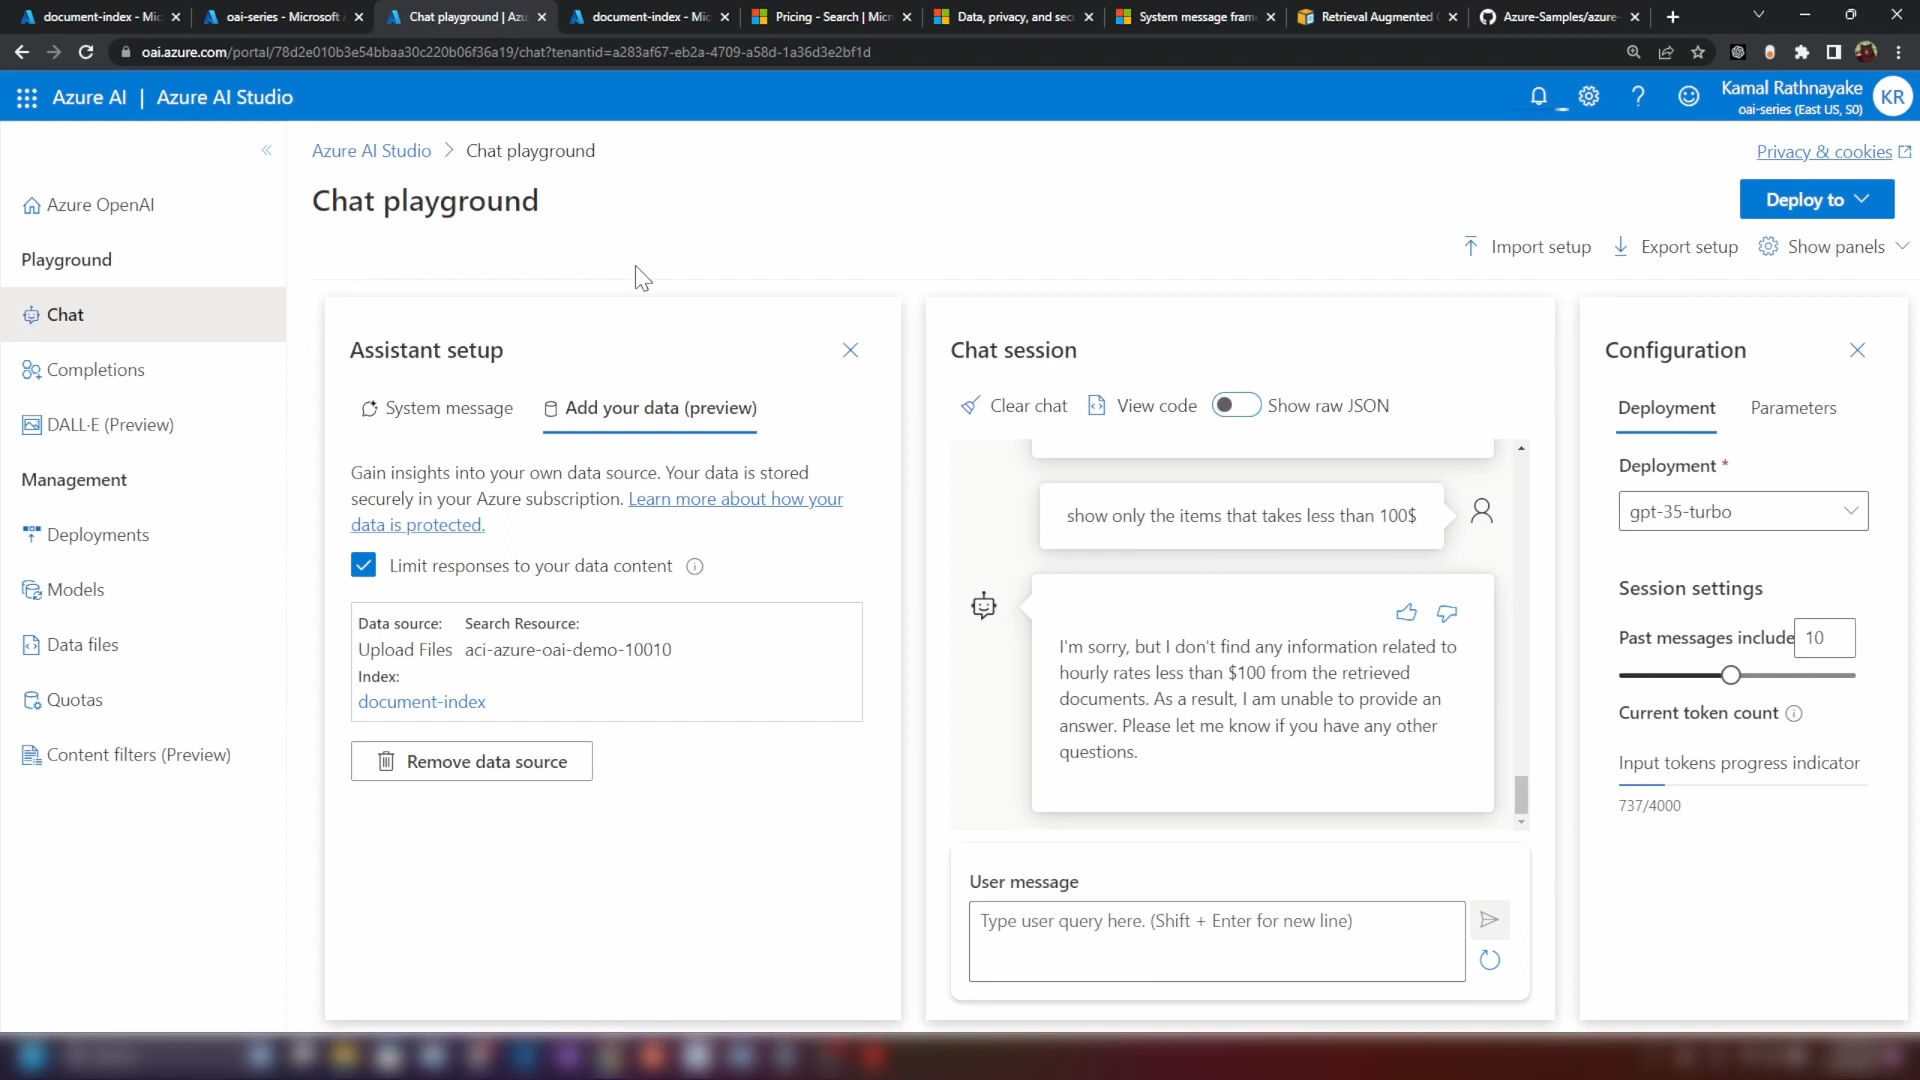 document-index - Mic
oai-series - Microsoft
Chat playground | Azu
document-index - Mic
Pricing - Search | Micr
Data, privacy, and sec
System message fram
Retrieval Augmented
Azure-Samples/azure-
oai.azure.com/portal/78d2e010b3e54bbaa30c220b06f36a19/chat?tenantid=a283af67-eb2a-4709-a58d-1a36d3e2bf1d
Azure AI | Azure AI Studio
Kamal Rathnayake
oai-series (East US, S0)
KR
Azure AI Studio > Chat playground
Privacy & cookies
Chat playground
Deploy to
Import setup
Export setup
Show panels
Azure OpenAI
Playground
Chat
Completions
DALL·E (Preview)
Management
Deployments
Models
Data files
Quotas
Content filters (Preview)
Assistant setup
System message
Add your data (preview)
Gain insights into your own data source. Your data is stored
securely in your Azure subscription. Learn more about how your
data is protected.
Limit responses to your data content
Data source: Search Resource:
Upload Files aci-azure-oai-demo-10010
Index:
document-index
Remove data source
Chat session
Clear chat
View code
Show raw JSON
show only the items that takes less than 100$
I'm sorry, but I don't find any information related to
hourly rates less than $100 from the retrieved
documents. As a result, I am unable to provide an
answer. Please let me know if you have any other
questions.
User message
Type user query here. (Shift + Enter for new line)
Configuration
Deployment
Parameters
Deployment *
gpt-35-turbo
Session settings
Past messages include
10
Current token count
Input tokens progress indicator
737/4000